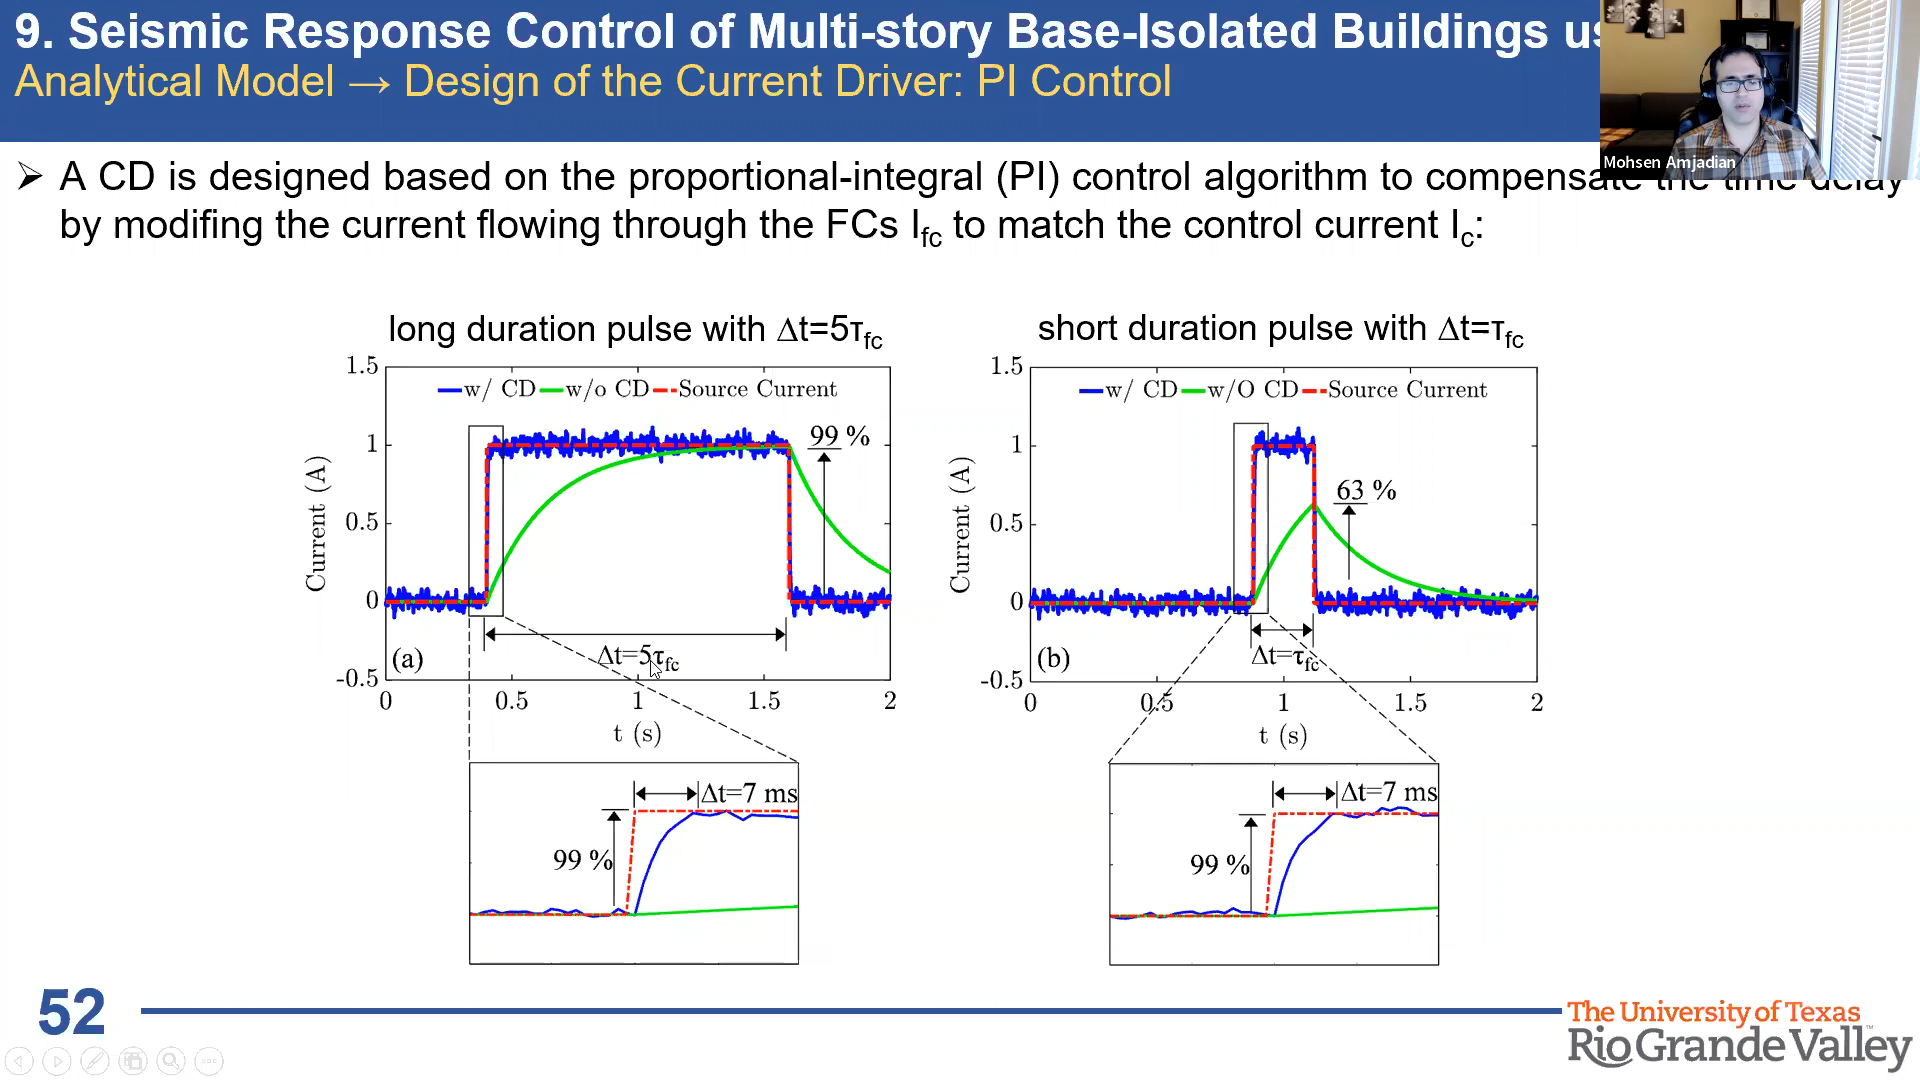 9. Seismic Response Control of Multi-story Base-Isolated Buildings
Analytical Model → Design of the Current Driver: PI Control
Mohsen Amjadian
➢ A CD is designed based on the proportional-integral (PI) control algorithm to compensate the time delay
by modifing the current flowing through the FCs Ifc to match the control current Ic:
long duration pulse with Δt=5τfc
1.5
w/ CD w/o CD Source Current
1
99 %
0.5
0
-0.5
Current (A)
Δt=5τfc
(a)
0 0.5 1 1.5 2
t (s)
Δt=7 ms
99 %
short duration pulse with Δt=τfc
1.5
w/ CD w/O CD Source Current
1
63 %
0.5
0
-0.5
Current (A)
Δt=τfc
(b)
0 0.5 1 1.5 2
t (s)
Δt=7 ms
99 %
52
The University of Texas
RioGrande Valley
TM